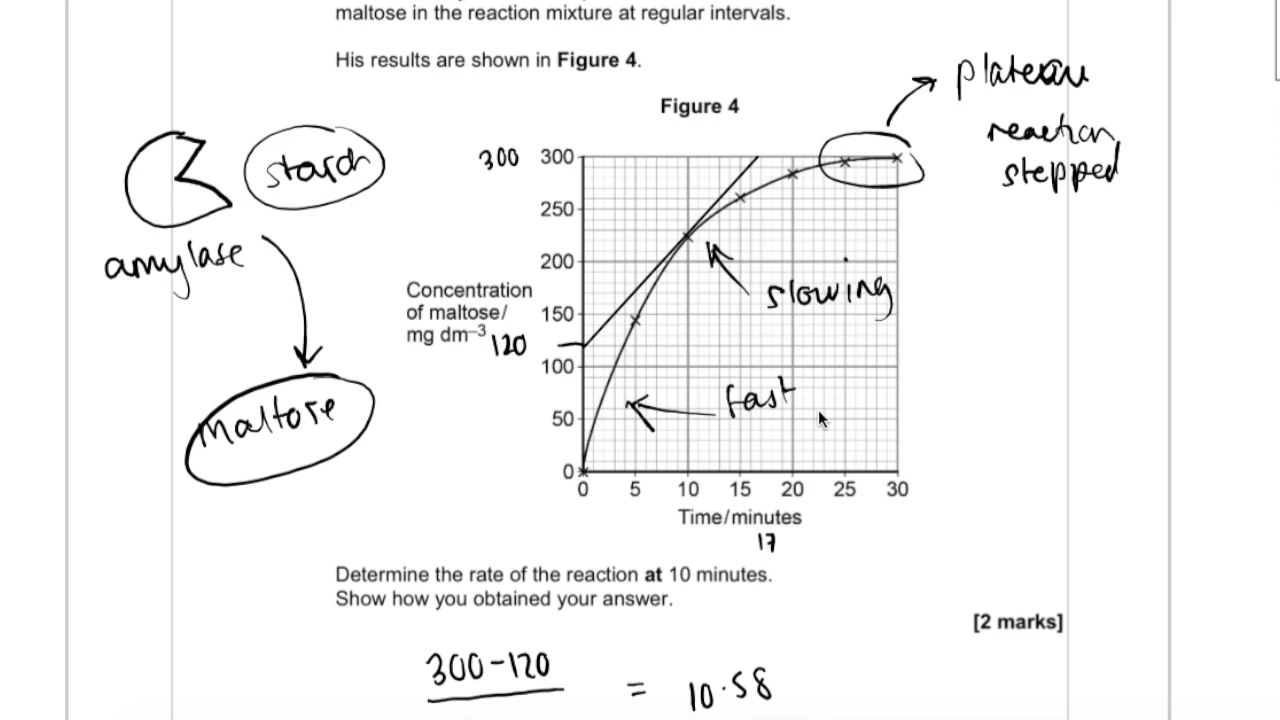 maltose in the reaction mixture at regular intervals.
His results are shown in Figure 4.
Figure 4
plateau
reaction
stopped
starch
amylase
maltose
300
300
250
200
150
100
50
0
Concentration
of maltose/
mg dm⁻³
120
slowing
fast
0 5 10 15 20 25 30
Time/minutes
17
Determine the rate of the reaction at 10 minutes.
Show how you obtained your answer.
[2 marks]
300-120
= 10.58